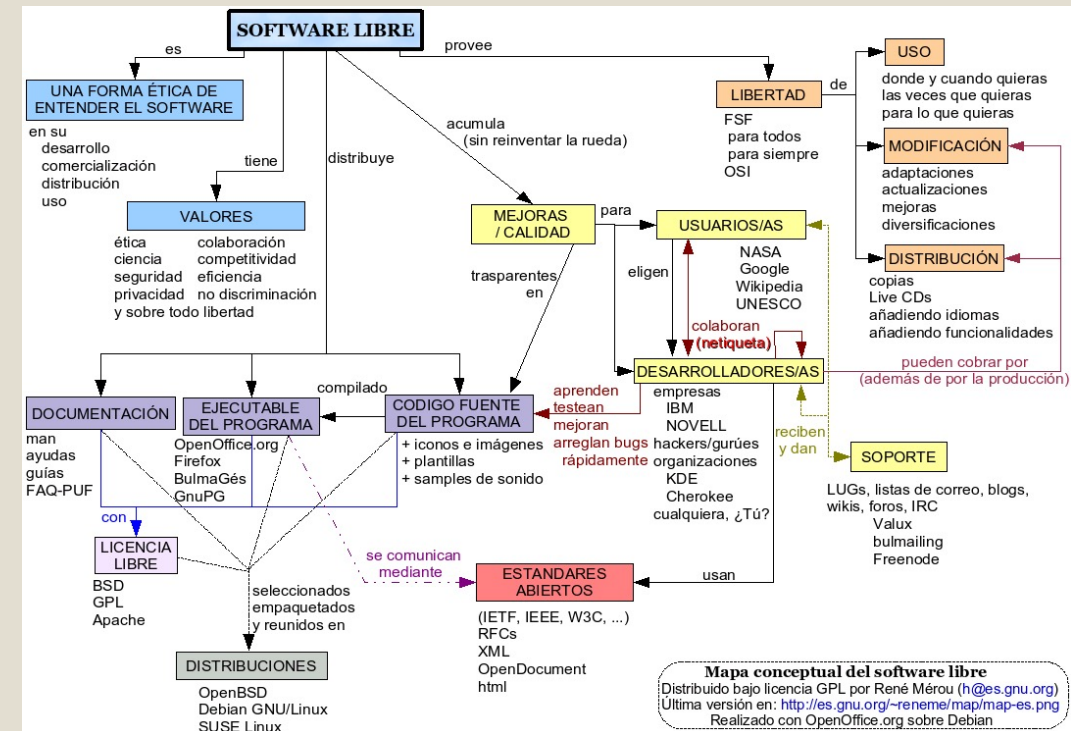 SOFTWARE LIBRE
es
provee
UNA FORMA ÉTICA DE
ENTENDER EL SOFTWARE
en su
desarrollo
comercialización
distribución
uso
tiene
distribuye
acumula
(sin reinventar la rueda)
LIBERTAD
de
FSF
para todos
para siempre
OSI
USO
donde y cuando quieras
las veces que quieras
para lo que quieras
MODIFICACIÓN
adaptaciones
actualizaciones
mejoras
diversificaciones
DISTRIBUCIÓN
copias
Live CDs
añadiendo idiomas
añadiendo funcionalidades
VALORES
ética
ciencia
seguridad
privacidad
colaboración
competitividad
eficiencia
no discriminación
y sobre todo libertad
MEJORAS
/ CALIDAD
para
trasparentes
en
USUARIOS/AS
NASA
Google
Wikipedia
UNESCO
eligen
colaboran
(netiqueta)
DESARROLLADORES/AS
empresas
IBM
NOVELL
hackers/gurúes
organizaciones
KDE
Cherokee
cualquiera, ¿Tú?
pueden cobrar por
(además de por la producción)
aprenden
testean
mejoran
arreglan bugs
rápidamente
reciben
y dan
SOPORTE
LUGs, listas de correo, blogs,
wikis, foros, IRC
Valux
bulmailing
Freenode
DOCUMENTACIÓN
man
ayudas
guías
FAQ-PUF
EJECUTABLE
DEL PROGRAMA
OpenOffice.org
Firefox
BulmaGés
GnuPG
compilado
CODIGO FUENTE
DEL PROGRAMA
+ iconos e imágenes
+ plantillas
+ samples de sonido
con
LICENCIA
LIBRE
BSD
GPL
Apache
seleccionados
empaquetados
y reunidos en
DISTRIBUCIONES
OpenBSD
Debian GNU/Linux
SUSE Linux
se comunican
mediante
usan
ESTANDARES
ABIERTOS
(IETF, IEEE, W3C, ...)
RFCs
XML
OpenDocument
html
Mapa conceptual del software libre
Distribuido bajo licencia GPL por René Mérou (h@es.gnu.org)
Última versión en: http://es.gnu.org/~reneme/map/map-es.png
Realizado con OpenOffice.org sobre Debian